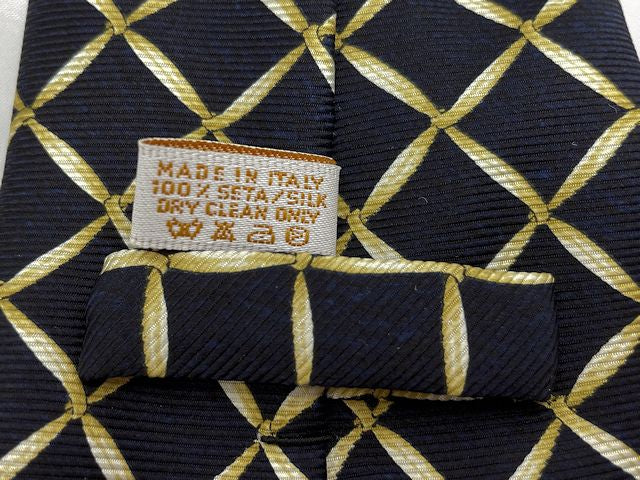 MADE IN ITALY
100% SETA/SILK
DRY CLEAN ONLY